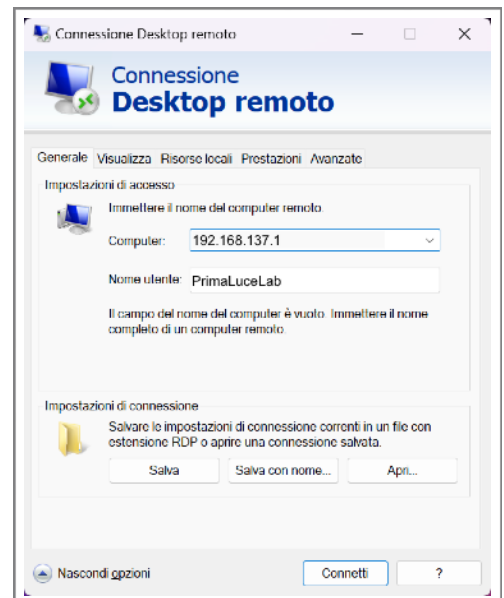 Connessione Desktop remoto
Connessione
Desktop remoto
Generale Visualizza Risorse locali Prestazioni Avanzate
Impostazioni di accesso
Immettere il nome del computer remoto.
Computer: 192.168.137.1
Nome utente: PrimaLuceLab
Il campo del nome del computer è vuoto. Immettere il nome
completo di un computer remoto.
Impostazioni di connessione
Salvare le impostazioni di connessione correnti in un file con
estensione RDP o aprire una connessione salvata.
Salva Salva con nome... Apri...
Nascondi opzioni Connetti ?